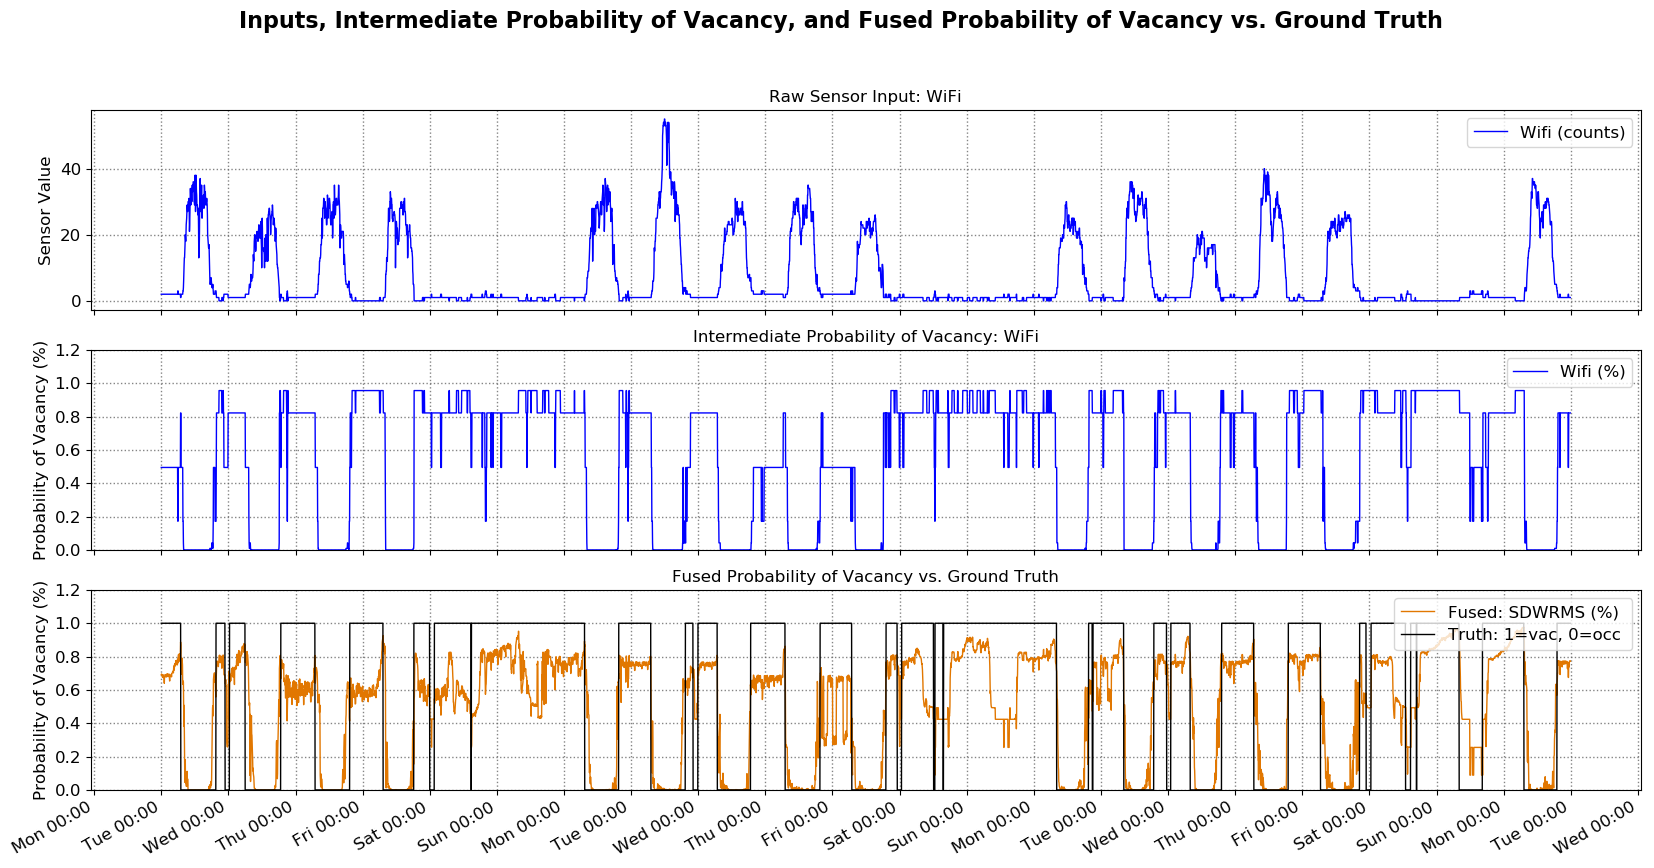 Inputs, Intermediate Probability of Vacancy, and Fused Probability of Vacancy vs. Ground Truth
Raw Sensor Input: WiFi
Sensor Value
40
20
0
Wifi (counts)
Intermediate Probability of Vacancy: WiFi
Probability of Vacancy (%)
1.2
1.0
0.8
0.6
0.4
0.2
0.0
Wifi (%)
Fused Probability of Vacancy vs. Ground Truth
Probability of Vacancy (%)
1.2
1.0
0.8
0.6
0.4
0.2
0.0
Fused: SDWRMS (%)
Truth: 1=vac, 0=occ
Mon 00:00
Tue 00:00
Wed 00:00
Thu 00:00
Fri 00:00
Sat 00:00
Sun 00:00
Mon 00:00
Tue 00:00
Wed 00:00
Thu 00:00
Fri 00:00
Sat 00:00
Sun 00:00
Mon 00:00
Tue 00:00
Wed 00:00
Thu 00:00
Fri 00:00
Sat 00:00
Sun 00:00
Mon 00:00
Tue 00:00
Wed 00:00